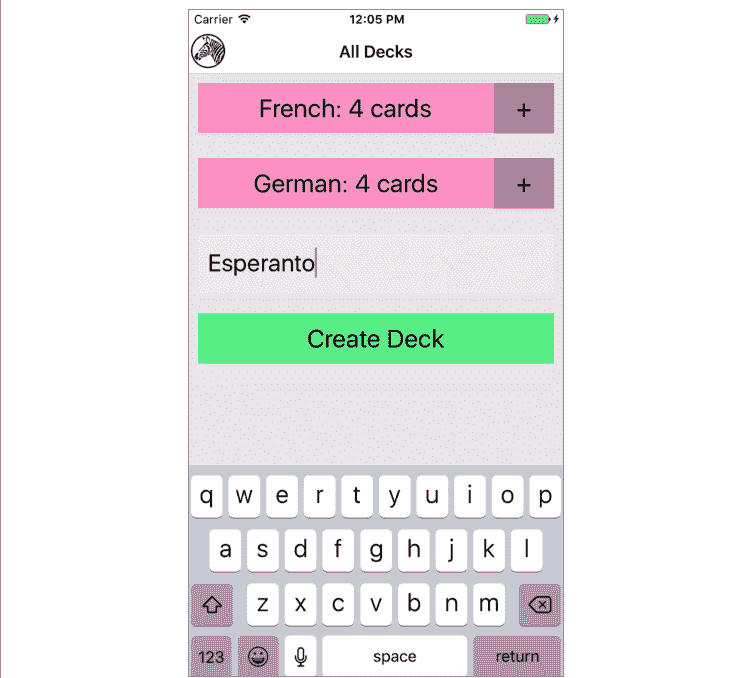 Carrier 12:05 PM
All Decks
French: 4 cards +
German: 4 cards +
Esperanto
Create Deck
q w e r t y u i o p
a s d f g h j k l
z x c v b n m
123 space return